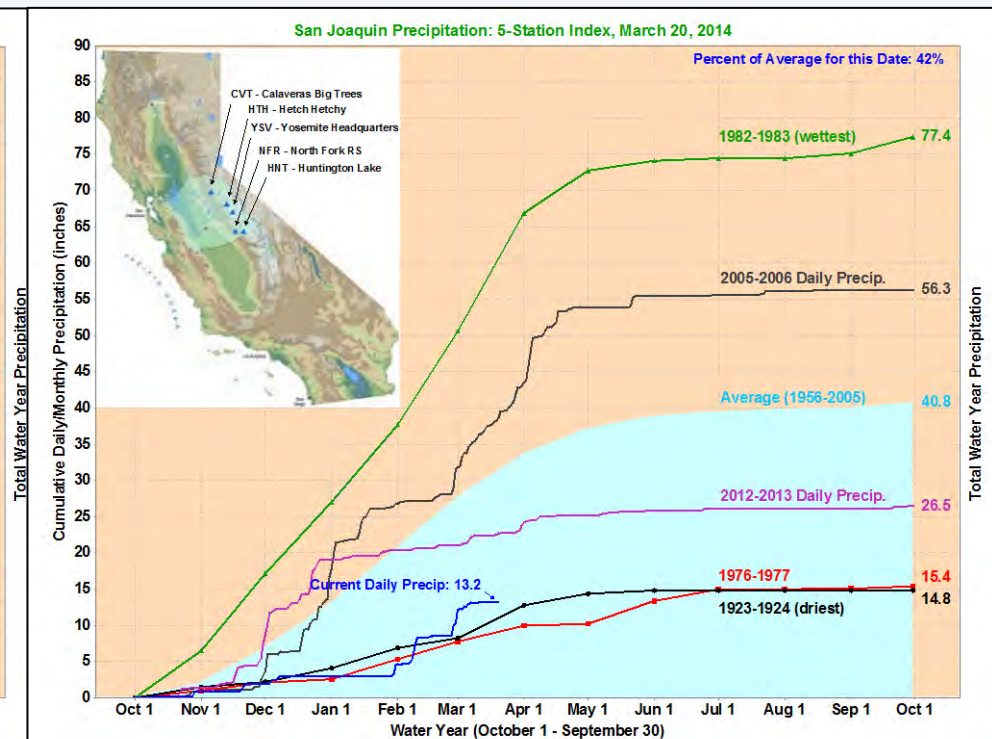 San Joaquin Precipitation: 5-Station Index, March 20, 2014
Percent of Average for this Date: 42%
Total Water Year Precipitation
Cumulative Daily/Monthly Precipitation (inches)
90
85
80
75
70
65
60
55
50
45
40
35
30
25
20
15
10
5
0
CVT - Calaveras Big Trees
HTH - Hetch Hetchy
YSV - Yosemite Headquarters
NFR - North Fork RS
HNT - Huntington Lake
1982-1983 (wettest)
77.4
2005-2006 Daily Precip.
56.3
Average (1956-2005)
40.8
2012-2013 Daily Precip.
26.5
Current Daily Precip: 13.2
1976-1977
15.4
1923-1924 (driest)
14.8
Total Water Year Precipitation
Oct 1 Nov 1 Dec 1 Jan 1 Feb 1 Mar 1 Apr 1 May 1 Jun 1 Jul 1 Aug 1 Sep 1 Oct 1
Water Year (October 1 - September 30)